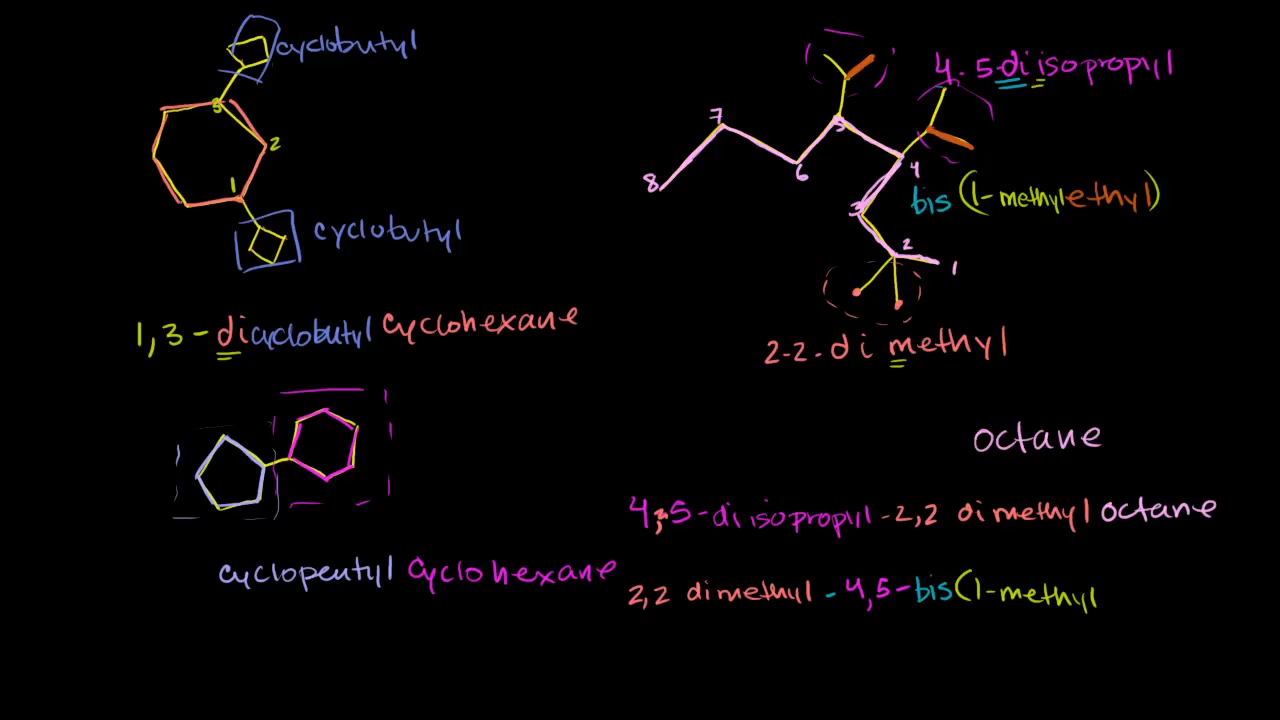 cyclobutyl
3
2
1
cyclobutyl
1,3-dicyclobutyl cyclohexane
cyclopentyl cyclohexane
4.5-diisopropyl
7
5
8
6
4
bis(1-methylethyl)
3
2
1
2-2-dimethyl
octane
4,5-diisopropyl-2,2 dimethyl octane
2,2 dimethyl-4,5-bis(1-methyl